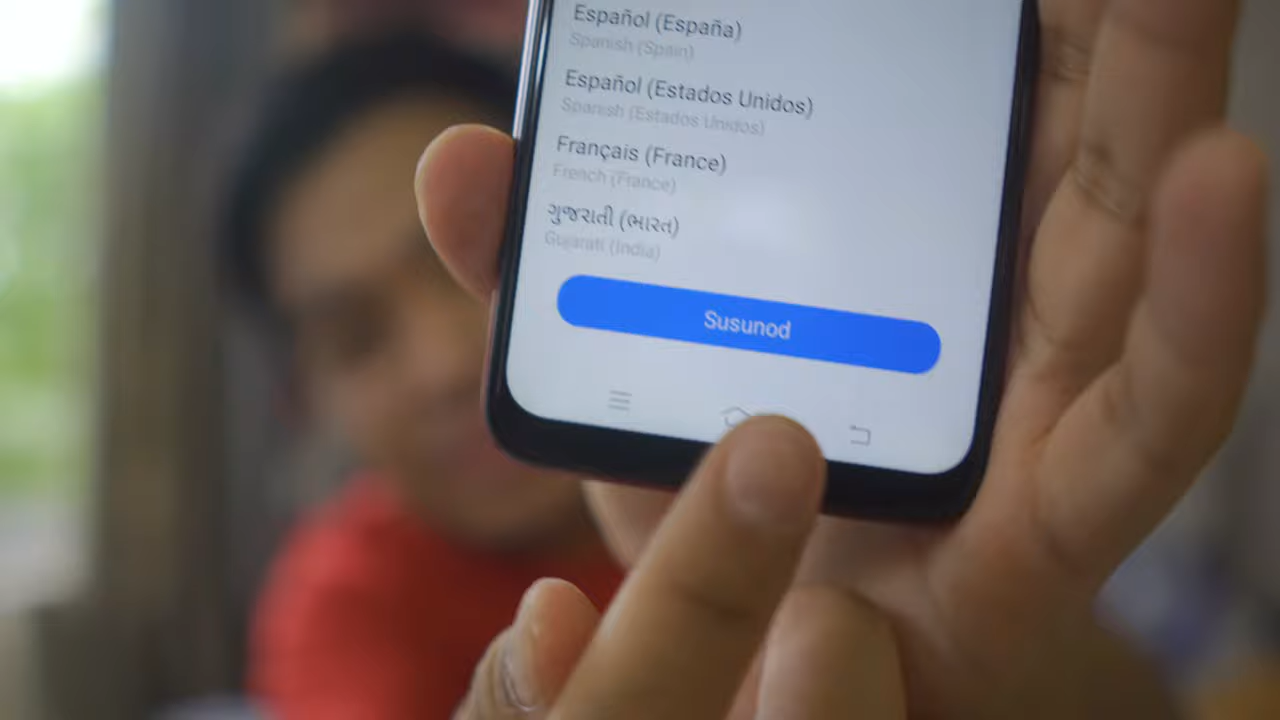 Español (España)
Spanish (Spain)
Español (Estados Unidos)
Spanish (Estados Unidos)
Français (France)
French (France)
ગુજરાતી (ભારત)
Gujarati (India)
Susunod